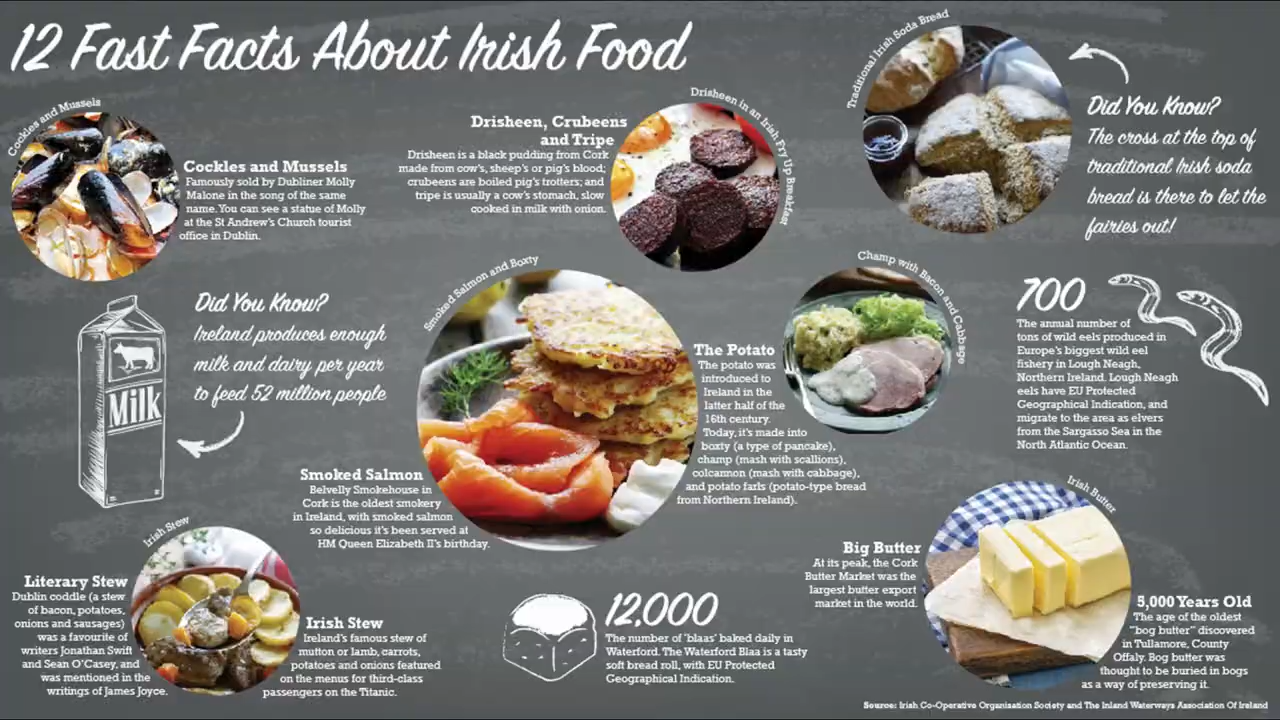 12 Fast Facts About Irish Food
Cockles and Mussels
Cockles and Mussels
Famously sold by Dubliner Molly
Malone in the song of the same
name. You can see a statue of Molly
at the St Andrew's Church tourist
office in Dublin.
Drisheen, Crubeens
and Tripe
Drisheen is a black pudding from Cork
made from cow's, sheep's or pig's blood;
crubeens are boiled pig's trotters; and
tripe is usually a cow's stomach, slow
cooked in milk with onion.
Drisheen in an Irish Fry Up Breakfast
Traditional Irish Soda Bread
Did You Know?
The cross at the top of
traditional Irish soda
bread is there to let the
fairies out!
Milk
Did You Know?
Ireland produces enough
milk and dairy per year
to feed 52 million people
Smoked Salmon and Boxty
Smoked Salmon
Belvelly Smokehouse in
Cork is the oldest smokery
in Ireland, with smoked salmon
so delicious it's been served at
HM Queen Elizabeth II's birthday.
The Potato
The potato was
introduced to
Ireland in the
latter half of the
16th century.
Today, it's made into
boxty (a type of pancake),
champ (mash with scallions),
colcannon (mash with cabbage),
and potato farls (potato-type bread
from Northern Ireland).
Champ with Bacon and Cabbage
700
The annual number of
tons of wild eels produced in
Europe's biggest wild eel
fishery in Lough Neagh,
Northern Ireland. Lough Neagh
eels have EU Protected
Geographical Indication, and
migrate to the area as elvers
from the Sargasso Sea in the
North Atlantic Ocean.
Irish Stew
Literary Stew
Dublin coddle (a stew
of bacon, potatoes,
onions and sausages)
was a favourite of
writers Jonathan Swift
and Sean O'Casey, and
was mentioned in the
writings of James Joyce.
Irish Stew
Ireland's famous stew of
mutton or lamb, carrots,
potatoes and onions featured
on the menus for third-class
passengers on the Titanic.
12,000
The number of 'blaas' baked daily in
Waterford. The Waterford Blaa is a tasty
soft bread roll, with EU Protected
Geographical Indication.
Big Butter
At its peak, the Cork
Butter Market was the
largest butter export
market in the world.
Irish Butter
5,000 Years Old
The age of the oldest
"bog butter" discovered
in Tullamore, County
Offaly. Bog butter was
thought to be buried in bogs
as a way of preserving it.
Source: Irish Co-Operative Organisation Society and The Inland Waterways Association Of Ireland